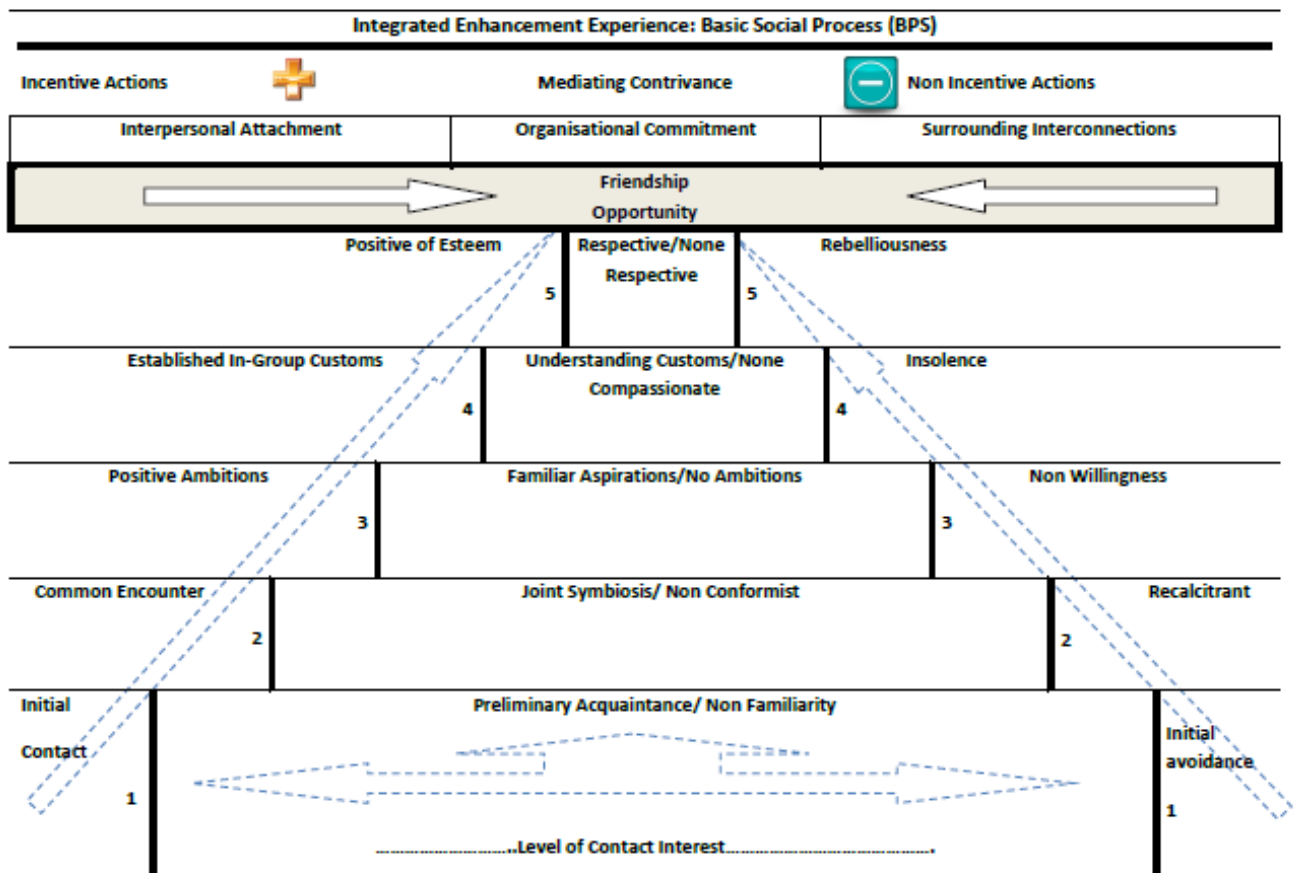 Integrated Enhancement Experience: Basic Social Process (BPS)
Incentive Actions
Mediating Contrivance
Non Incentive Actions
Interpersonal Attachment
Organisational Commitment
Surrounding Interconnections
Friendship
Opportunity
Positive of Esteem
Respective/None
Respective
Rebelliousness
5
5
Established In-Group Customs
Understanding Customs/None
Compassionate
Insolence
4
4
Positive Ambitions
Familiar Aspirations/No Ambitions
Non Willingness
3
3
Common Encounter
Joint Symbiosis/ Non Conformist
Recalcitrant
2
2
Initial
Contact
Preliminary Acquaintance/ Non Familiarity
Initial
avoidance
1
1
................................Level of Contact Interest................................................